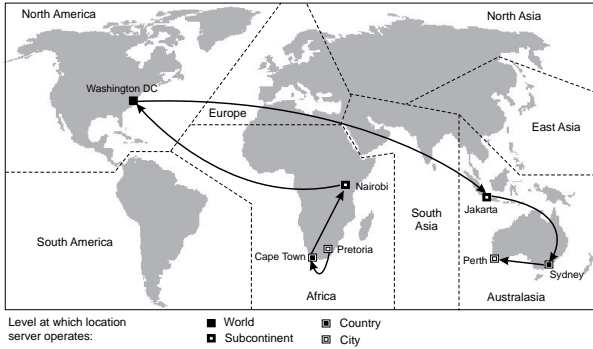 North America
North Asia
Washington DC
Europe
East Asia
Nairobi
Jakarta
South
Asia
South America
Cape Town
Pretoria
Perth
Sydney
Africa
Australasia
Level at which location
server operates:
World
Subcontinent
Country
City